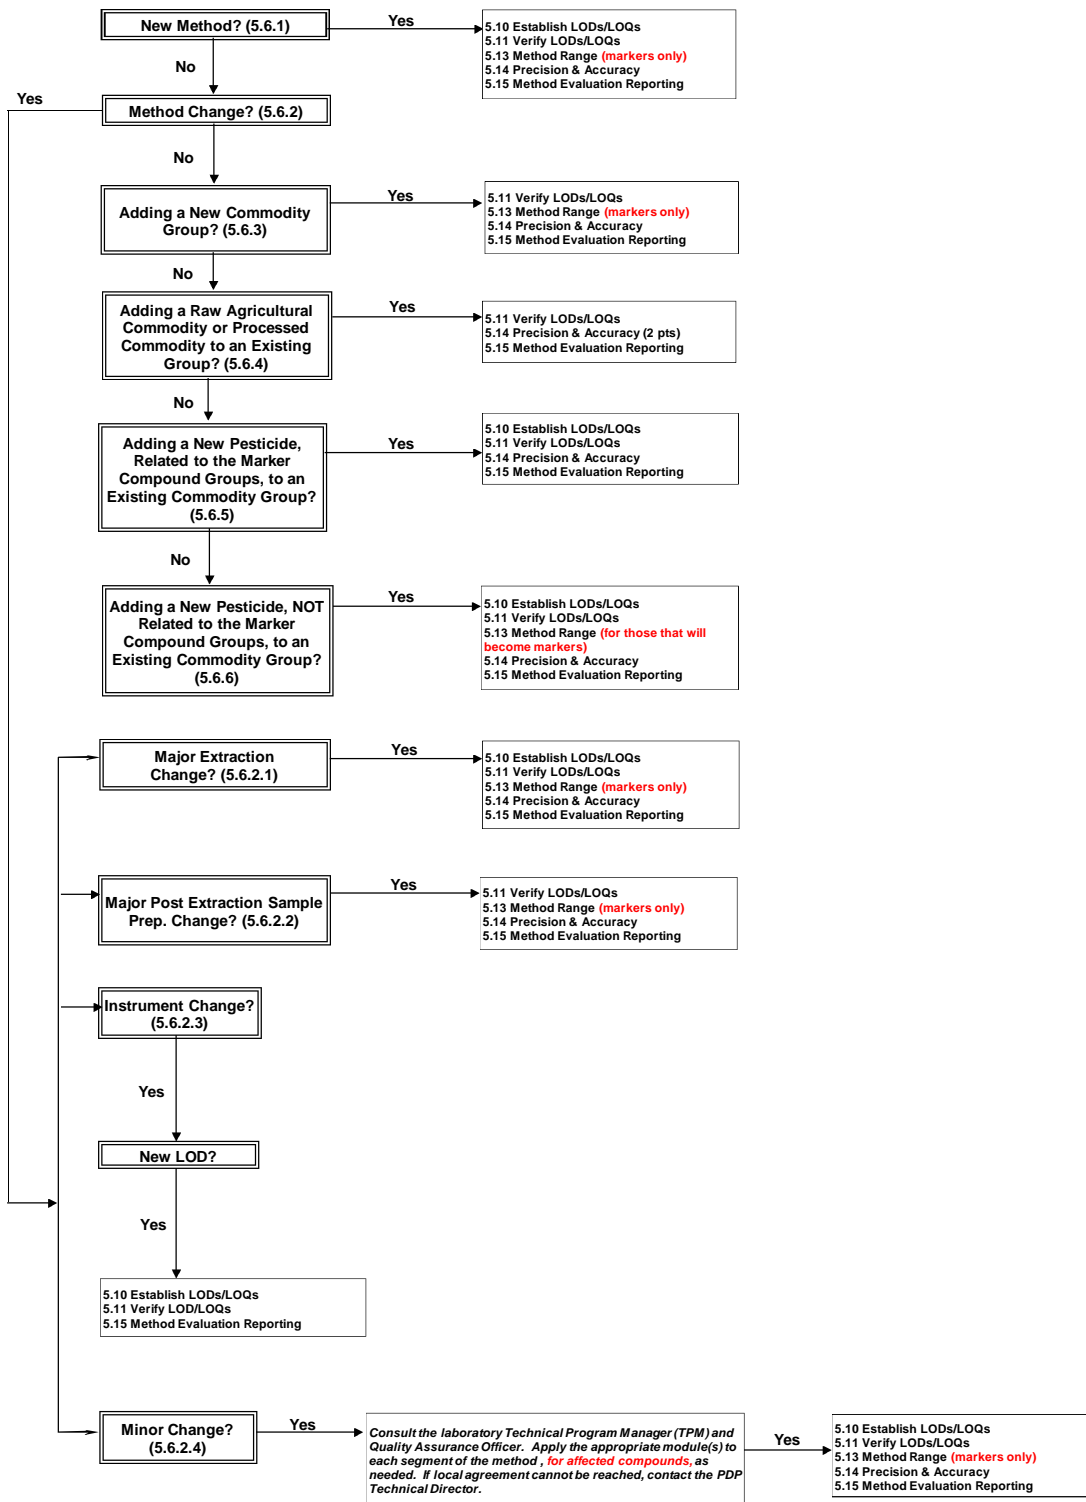 New Method? (5.6.1)
Yes
5.10 Establish LODs/LOQs
5.11 Verify LODs/LOQs
5.13 Method Range (markers only)
5.14 Precision & Accuracy
5.15 Method Evaluation Reporting
No
Yes
Method Change? (5.6.2)
No
Adding a New Commodity
Group? (5.6.3)
Yes
5.11 Verify LODs/LOQs
5.13 Method Range (markers only)
5.14 Precision & Accuracy
5.15 Method Evaluation Reporting
No
Adding a Raw Agricultural
Commodity or Processed
Commodity to an Existing
Group? (5.6.4)
Yes
5.11 Verify LODs/LOQs
5.14 Precision & Accuracy (2 pts)
5.15 Method Evaluation Reporting
No
Adding a New Pesticide,
Related to the Marker
Compound Groups, to an
Existing Commodity Group?
(5.6.5)
Yes
5.10 Establish LODs/LOQs
5.11 Verify LODs/LOQs
5.14 Precision & Accuracy
5.15 Method Evaluation Reporting
No
Adding a New Pesticide, NOT
Related to the Marker
Compound Groups, to an
Existing Commodity Group?
(5.6.6)
Yes
5.10 Establish LODs/LOQs
5.11 Verify LODs/LOQs
5.13 Method Range (for those that will
become markers)
5.14 Precision & Accuracy
5.15 Method Evaluation Reporting
Major Extraction
Change? (5.6.2.1)
Yes
5.10 Establish LODs/LOQs
5.11 Verify LODs/LOQs
5.13 Method Range (markers only)
5.14 Precision & Accuracy
5.15 Method Evaluation Reporting
Major Post Extraction Sample
Prep. Change? (5.6.2.2)
Yes
5.11 Verify LODs/LOQs
5.13 Method Range (markers only)
5.14 Precision & Accuracy
5.15 Method Evaluation Reporting
Instrument Change?
(5.6.2.3)
Yes
New LOD?
Yes
5.10 Establish LODs/LOQs
5.11 Verify LOD/LOQs
5.15 Method Evaluation Reporting
Minor Change?
(5.6.2.4)
Yes
Consult the laboratory Technical Program Manager (TPM) and
Quality Assurance Officer. Apply the appropriate module(s) to
each segment of the method , for affected compounds, as
needed. If local agreement cannot be reached, contact the PDP
Technical Director.
Yes
5.10 Establish LODs/LOQs
5.11 Verify LODs/LOQs
5.13 Method Range (markers only)
5.14 Precision & Accuracy
5.15 Method Evaluation Reporting